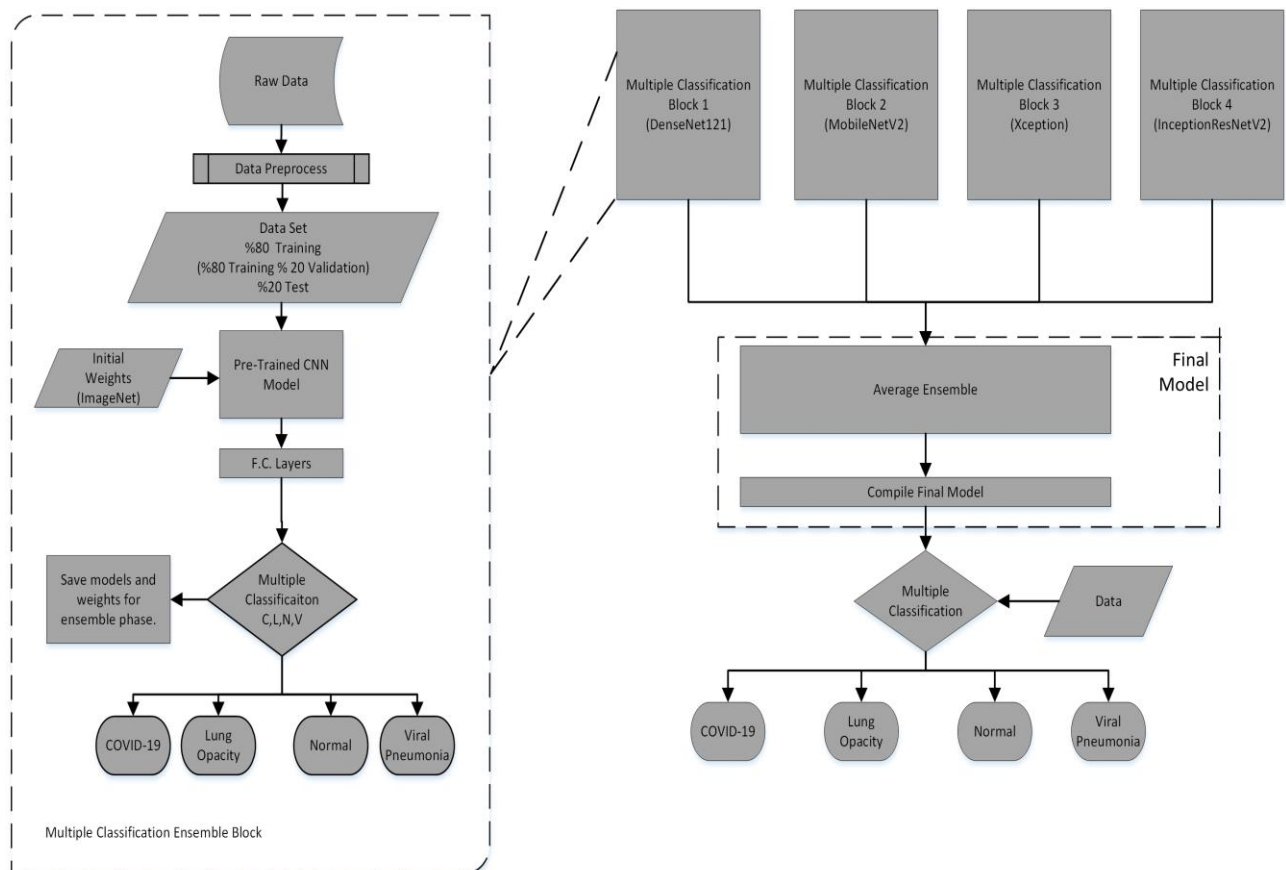 Raw Data
Data Preprocess
Data Set
%80 Training
(%80 Training % 20 Validation)
%20 Test
Initial
Weights
(ImageNet)
Pre-Trained CNN
Model
F.C. Layers
Save models and
weights for
ensemble phase.
Multiple
Classificaiton
C,L,N,V
COVID-19
Lung
Opacity
Normal
Viral
Pneumonia
Multiple Classification Ensemble Block
Multiple Classification
Block 1
(DenseNet121)
Multiple Classification
Block 2
(MobileNetV2)
Multiple Classification
Block 3
(Xception)
Multiple Classification
Block 4
(InceptionResNetV2)
Final
Model
Average Ensemble
Compile Final Model
Multiple
Classification
Data
COVID-19
Lung
Opacity
Normal
Viral
Pneumonia